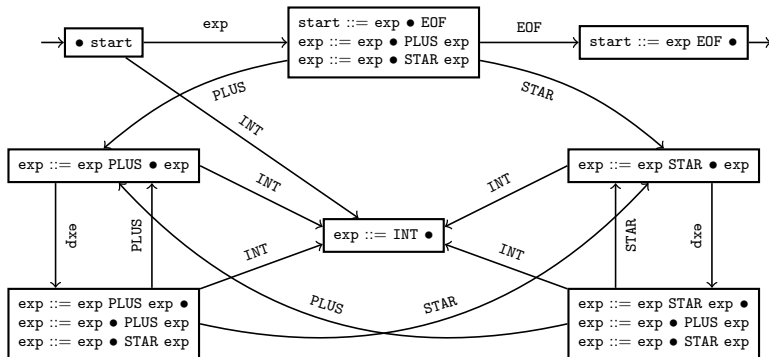 exp
start ::= exp ● EOF
exp ::= exp ● PLUS exp
exp ::= exp ● STAR exp
● start
EOF
start ::= exp EOF ●
PLUS
STAR
INT
exp ::= exp PLUS ● exp
exp ::= exp STAR ● exp
INT
INT
exp
PLUS
exp ::= INT ●
STAR
exp
INT
INT
exp ::= exp PLUS exp ●
exp ::= exp ● PLUS exp
exp ::= exp ● STAR exp
PLUS
STAR
exp ::= exp STAR exp ●
exp ::= exp ● PLUS exp
exp ::= exp ● STAR exp